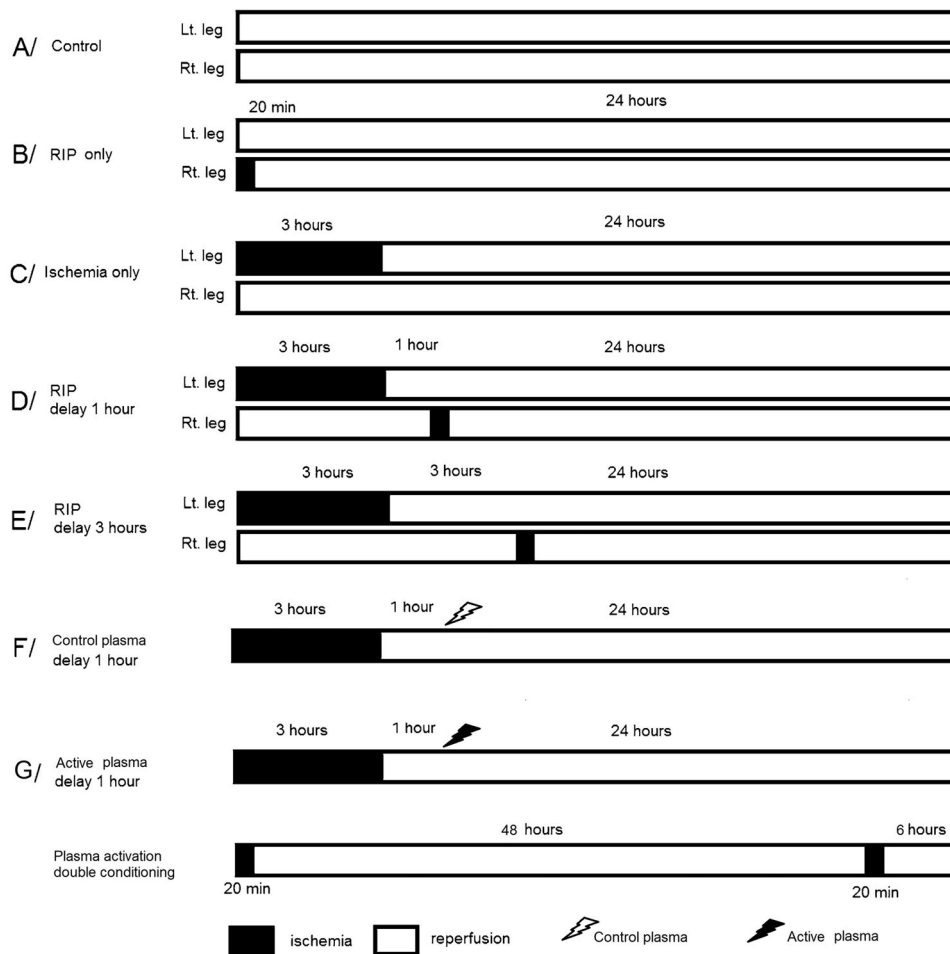 A/ Control
Lt. leg
Rt. leg
20 min 24 hours
B/ RIP only
Lt. leg
Rt. leg
3 hours 24 hours
C/ Ischemia only
Lt. leg
Rt. leg
3 hours 1 hour 24 hours
D/ RIP
delay 1 hour
Lt. leg
Rt. leg
3 hours 3 hours 24 hours
E/ RIP
delay 3 hours
Lt. leg
Rt. leg
3 hours 1 hour 24 hours
F/ Control plasma
delay 1 hour
3 hours 1 hour 24 hours
G/ Active plasma
delay 1 hour
48 hours 6 hours
Plasma activation
double conditioning
20 min 20 min
ischemia reperfusion Control plasma Active plasma